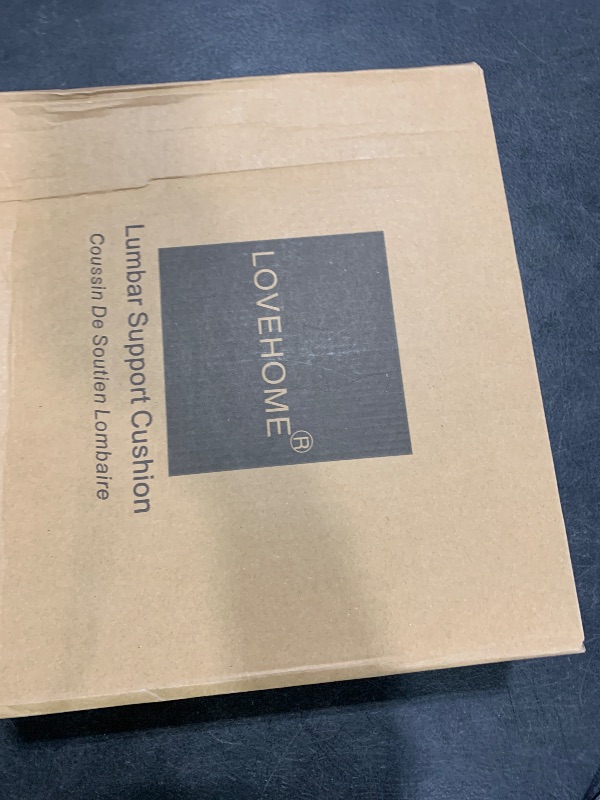 LOVEHOME®
Lumbar Support Cushion
Coussin De Soutien Lombaire